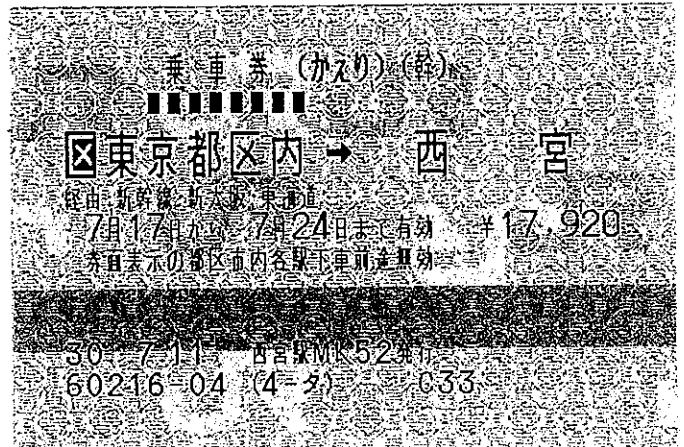 乗車券 (かえり) (幹)
区東京都区内 → 西宮
経由:新幹線・新大阪・東海道
7月17日から 7月24日まで有効 ¥17,920
券面表示の都区市内各駅下車前途無効
30.-7.11 西宮駅MK52発行
60216-04 (4-タ) C33